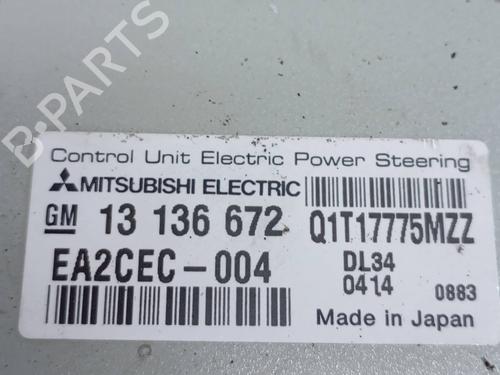 B-PARTS
Control Unit Electric Power Steering
MITSUBISHI ELECTRIC
GM 13 136 672 Q1T17775MZZ
EA2CEC-004 DL34
0414 0883
Made in Japan